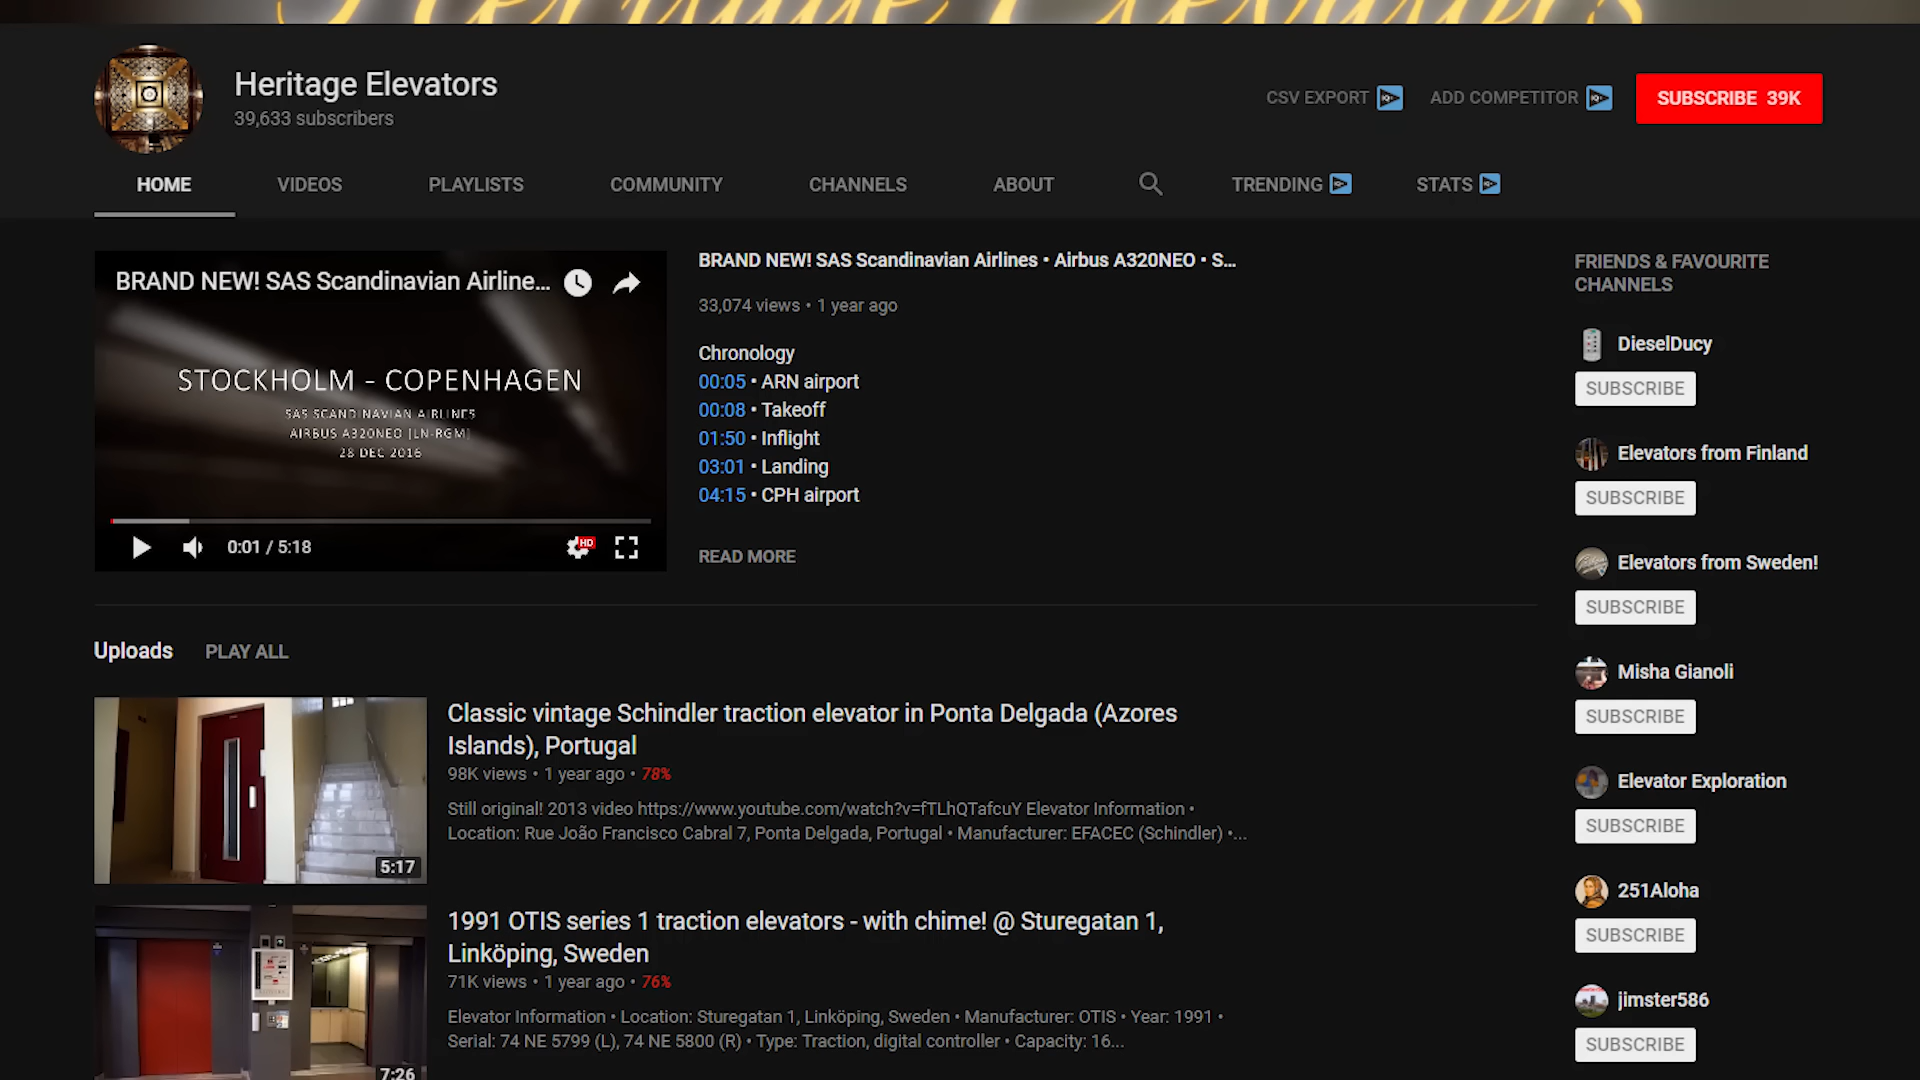 Heritage Elevators
Heritage Elevators
39,633 subscribers
CSV EXPORT
ADD COMPETITOR
SUBSCRIBE 39K
HOME
VIDEOS
PLAYLISTS
COMMUNITY
CHANNELS
ABOUT
TRENDING
STATS
BRAND NEW! SAS Scandinavian Airline...
STOCKHOLM - COPENHAGEN
SAS SCANDINAVIAN AIRLINES
AIRBUS A320NEO [LN-RGM]
28 DEC 2016
0:01 / 5:18
HD
BRAND NEW! SAS Scandinavian Airlines • Airbus A320NEO • S...
33,074 views • 1 year ago
Chronology
00:05 • ARN airport
00:08 • Takeoff
01:50 • Inflight
03:01 • Landing
04:15 • CPH airport
READ MORE
Uploads
PLAY ALL
5:17
Classic vintage Schindler traction elevator in Ponta Delgada (Azores
Islands), Portugal
98K views • 1 year ago • 78%
Still original! 2013 video https://www.youtube.com/watch?v=fTLhQTafcuY Elevator Information •
Location: Rue João Francisco Cabral 7, Ponta Delgada, Portugal • Manufacturer: EFACEC (Schindler) •...
7:26
1991 OTIS series 1 traction elevators - with chime! @ Sturegatan 1,
Linköping, Sweden
71K views • 1 year ago • 76%
Elevator Information • Location: Sturegatan 1, Linköping, Sweden • Manufacturer: OTIS • Year: 1991 •
Serial: 74 NE 5799 (L), 74 NE 5800 (R) • Type: Traction, digital controller • Capacity: 16...
FRIENDS & FAVOURITE
CHANNELS
DieselDucy
SUBSCRIBE
Elevators from Finland
SUBSCRIBE
Elevators from Sweden!
SUBSCRIBE
Misha Gianoli
SUBSCRIBE
Elevator Exploration
SUBSCRIBE
251Aloha
SUBSCRIBE
jimster586
SUBSCRIBE